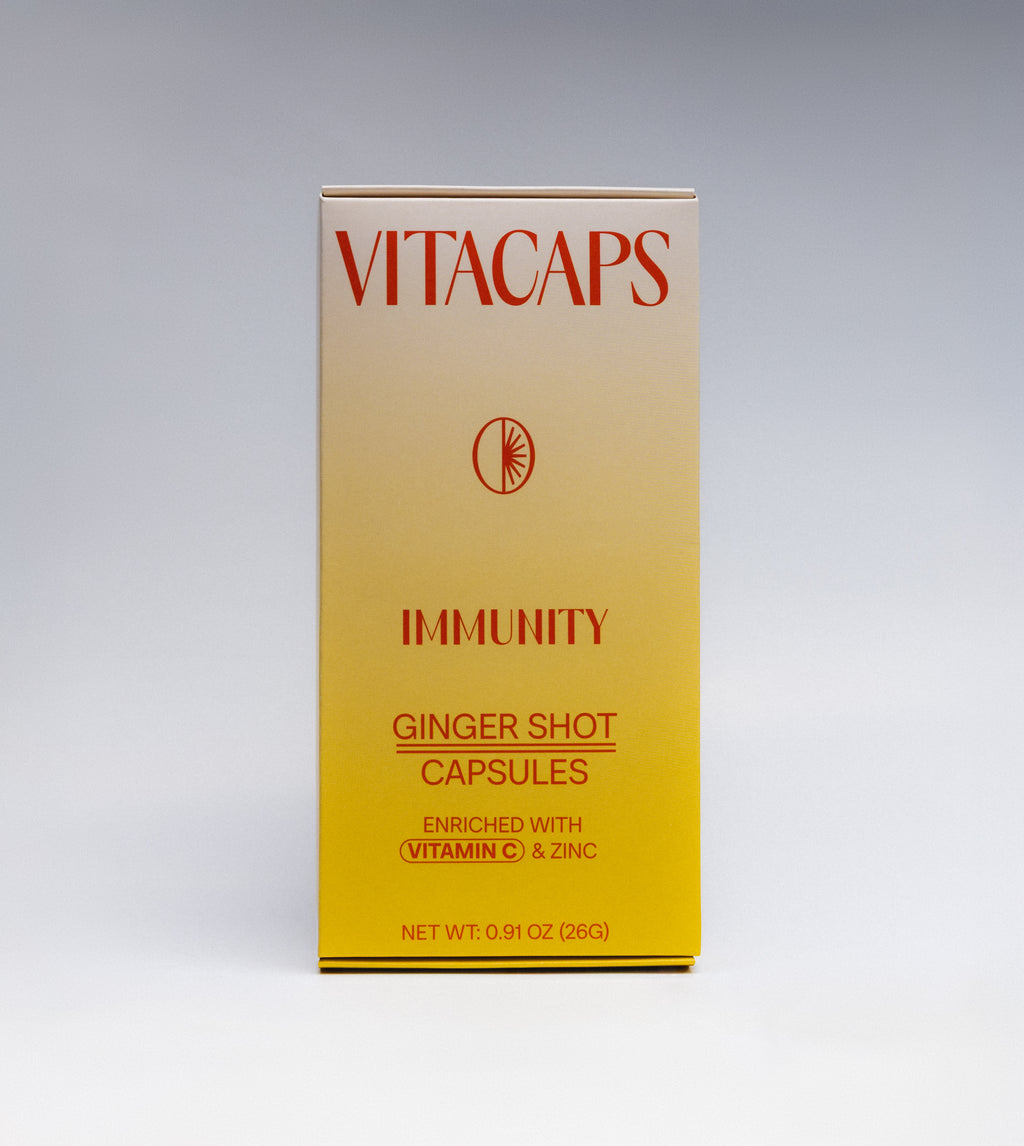 VITACAPS
IMMUNITY
GINGER SHOT
CAPSULES
ENRICHED WITH
VITAMIN C & ZINC
NET WT: 0.91 OZ (26G)